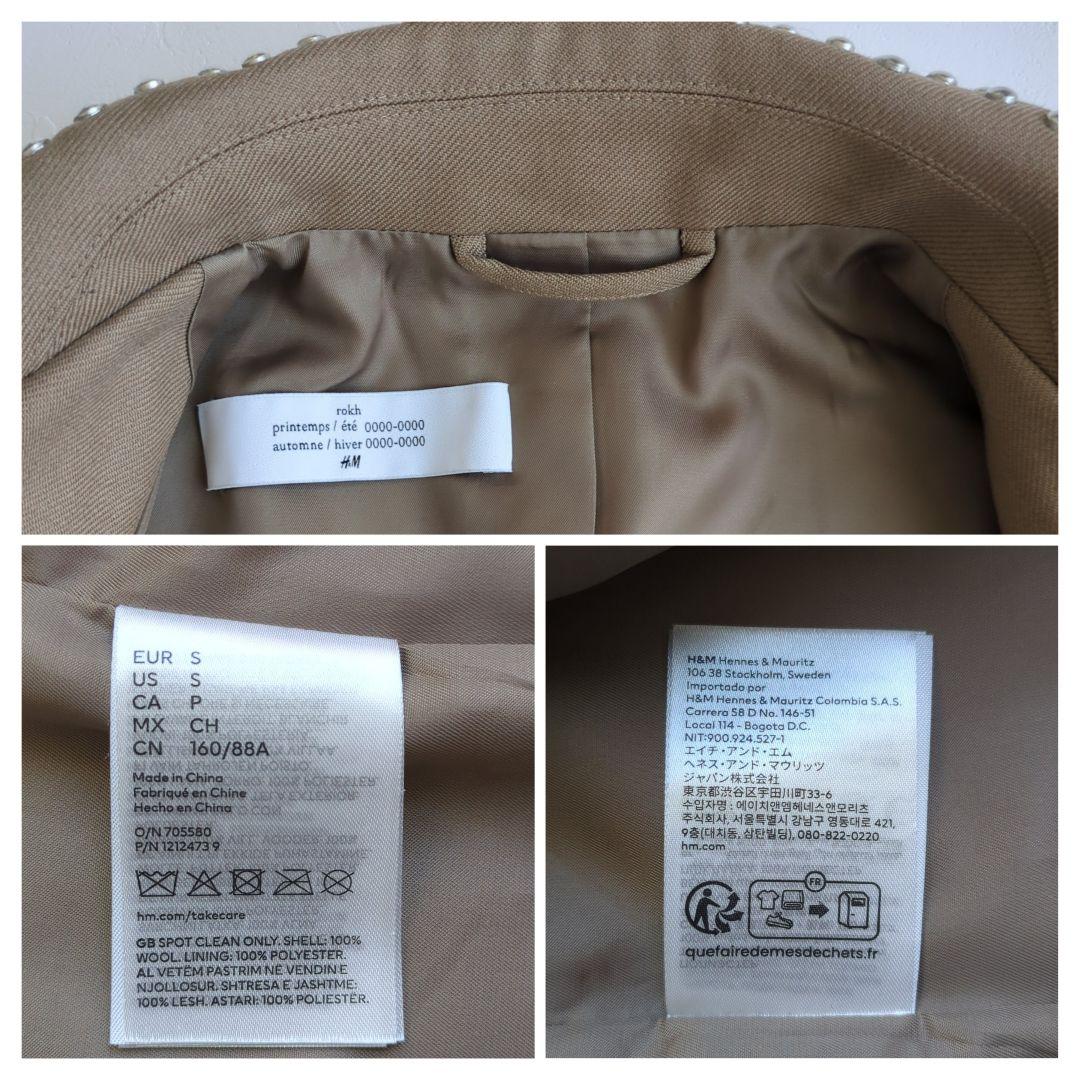 rokh
printemps / été 0000-0000
automne / hiver 0000-0000
H&M
EUR S
US S
CA P
MX CH
CN 160/88A
Made in China
Fabriqué en Chine
Hecho en China
O/N 705580
P/N 1212473 9
hm.com/takecare
GB SPOT CLEAN ONLY. SHELL: 100%
WOOL. LINING: 100% POLYESTER.
AL VETËM PASTRIM NË VENDIN E
NJOLLOSUR. SHTRESA E JASHTME:
100% LESH. ASTARI: 100% POLIESTËR.
H&M Hennes & Mauritz
106 38 Stockholm, Sweden
Importado por
H&M Hennes & Mauritz Colombia S.A.S.
Carrera 58 D No. 146-51
Local 114 - Bogota D.C.
NIT:900.924.527-1
エイチ・アンド・エム
ヘネス・アンド・マウリッツ
ジャパン株式会社
東京都渋谷区宇田川町33-6
수입자명 : 에이치앤엠헤네스앤모리츠
주식회사, 서울특별시 강남구 영동대로 421,
9층(대치동, 삼탄빌딩), 080-822-0220
hm.com
FR
quefairedemesdechets.fr